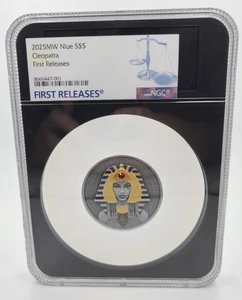 2025MW Niue S$5
Cleopatra
First Releases
FIRST RELEASES®
NGC®